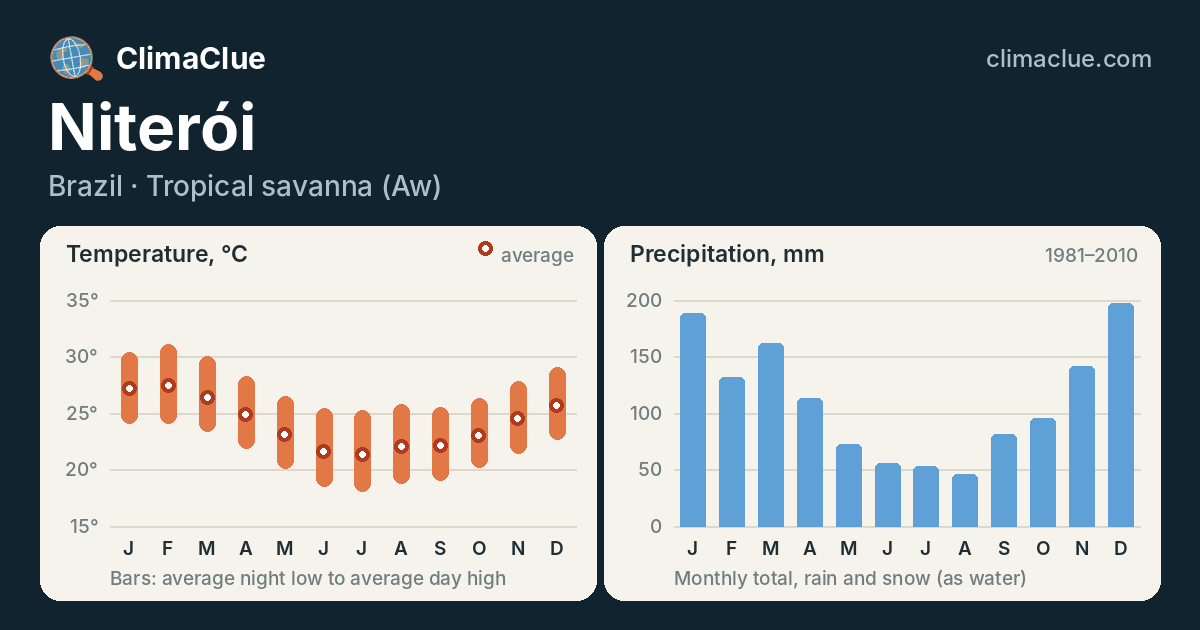 ClimaClue
climaclue.com
Niterói
Brazil · Tropical savanna (Aw)
Temperature, °C
average
35°
30°
25°
20°
15°
J F M A M J J A S O N D
Bars: average night low to average day high
Precipitation, mm
1981–2010
200
150
100
50
0
J F M A M J J A S O N D
Monthly total, rain and snow (as water)